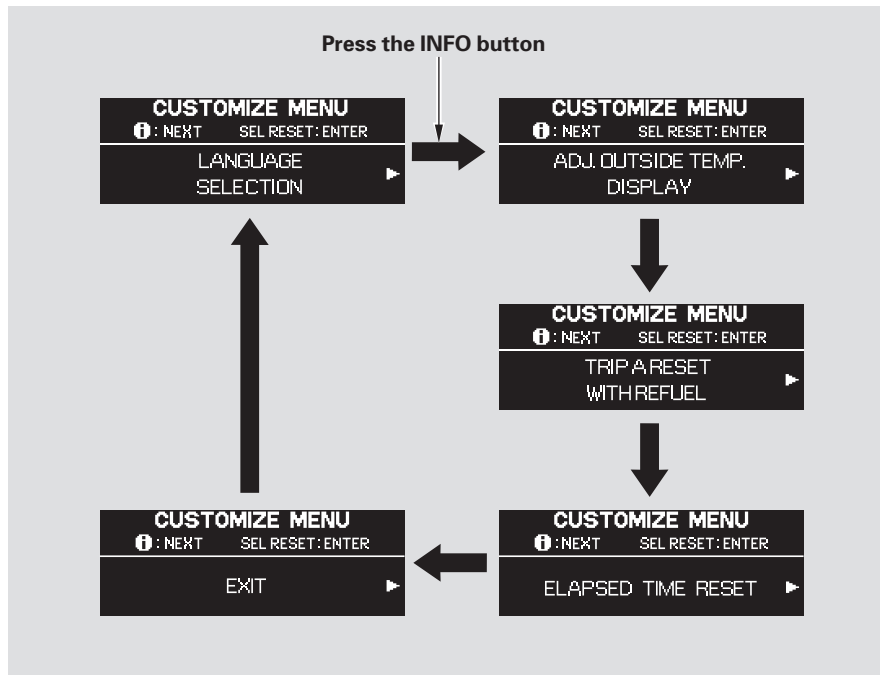 Press the INFO button
CUSTOMIZE MENU
i : NEXT SEL RESET: ENTER
LANGUAGE
SELECTION
CUSTOMIZE MENU
i : NEXT SEL RESET: ENTER
ADJ. OUTSIDE TEMP.
DISPLAY
CUSTOMIZE MENU
i : NEXT SEL RESET: ENTER
TRIP A RESET
WITH REFUEL
CUSTOMIZE MENU
i : NEXT SEL RESET: ENTER
ELAPSED TIME RESET
CUSTOMIZE MENU
i : NEXT SEL RESET: ENTER
EXIT